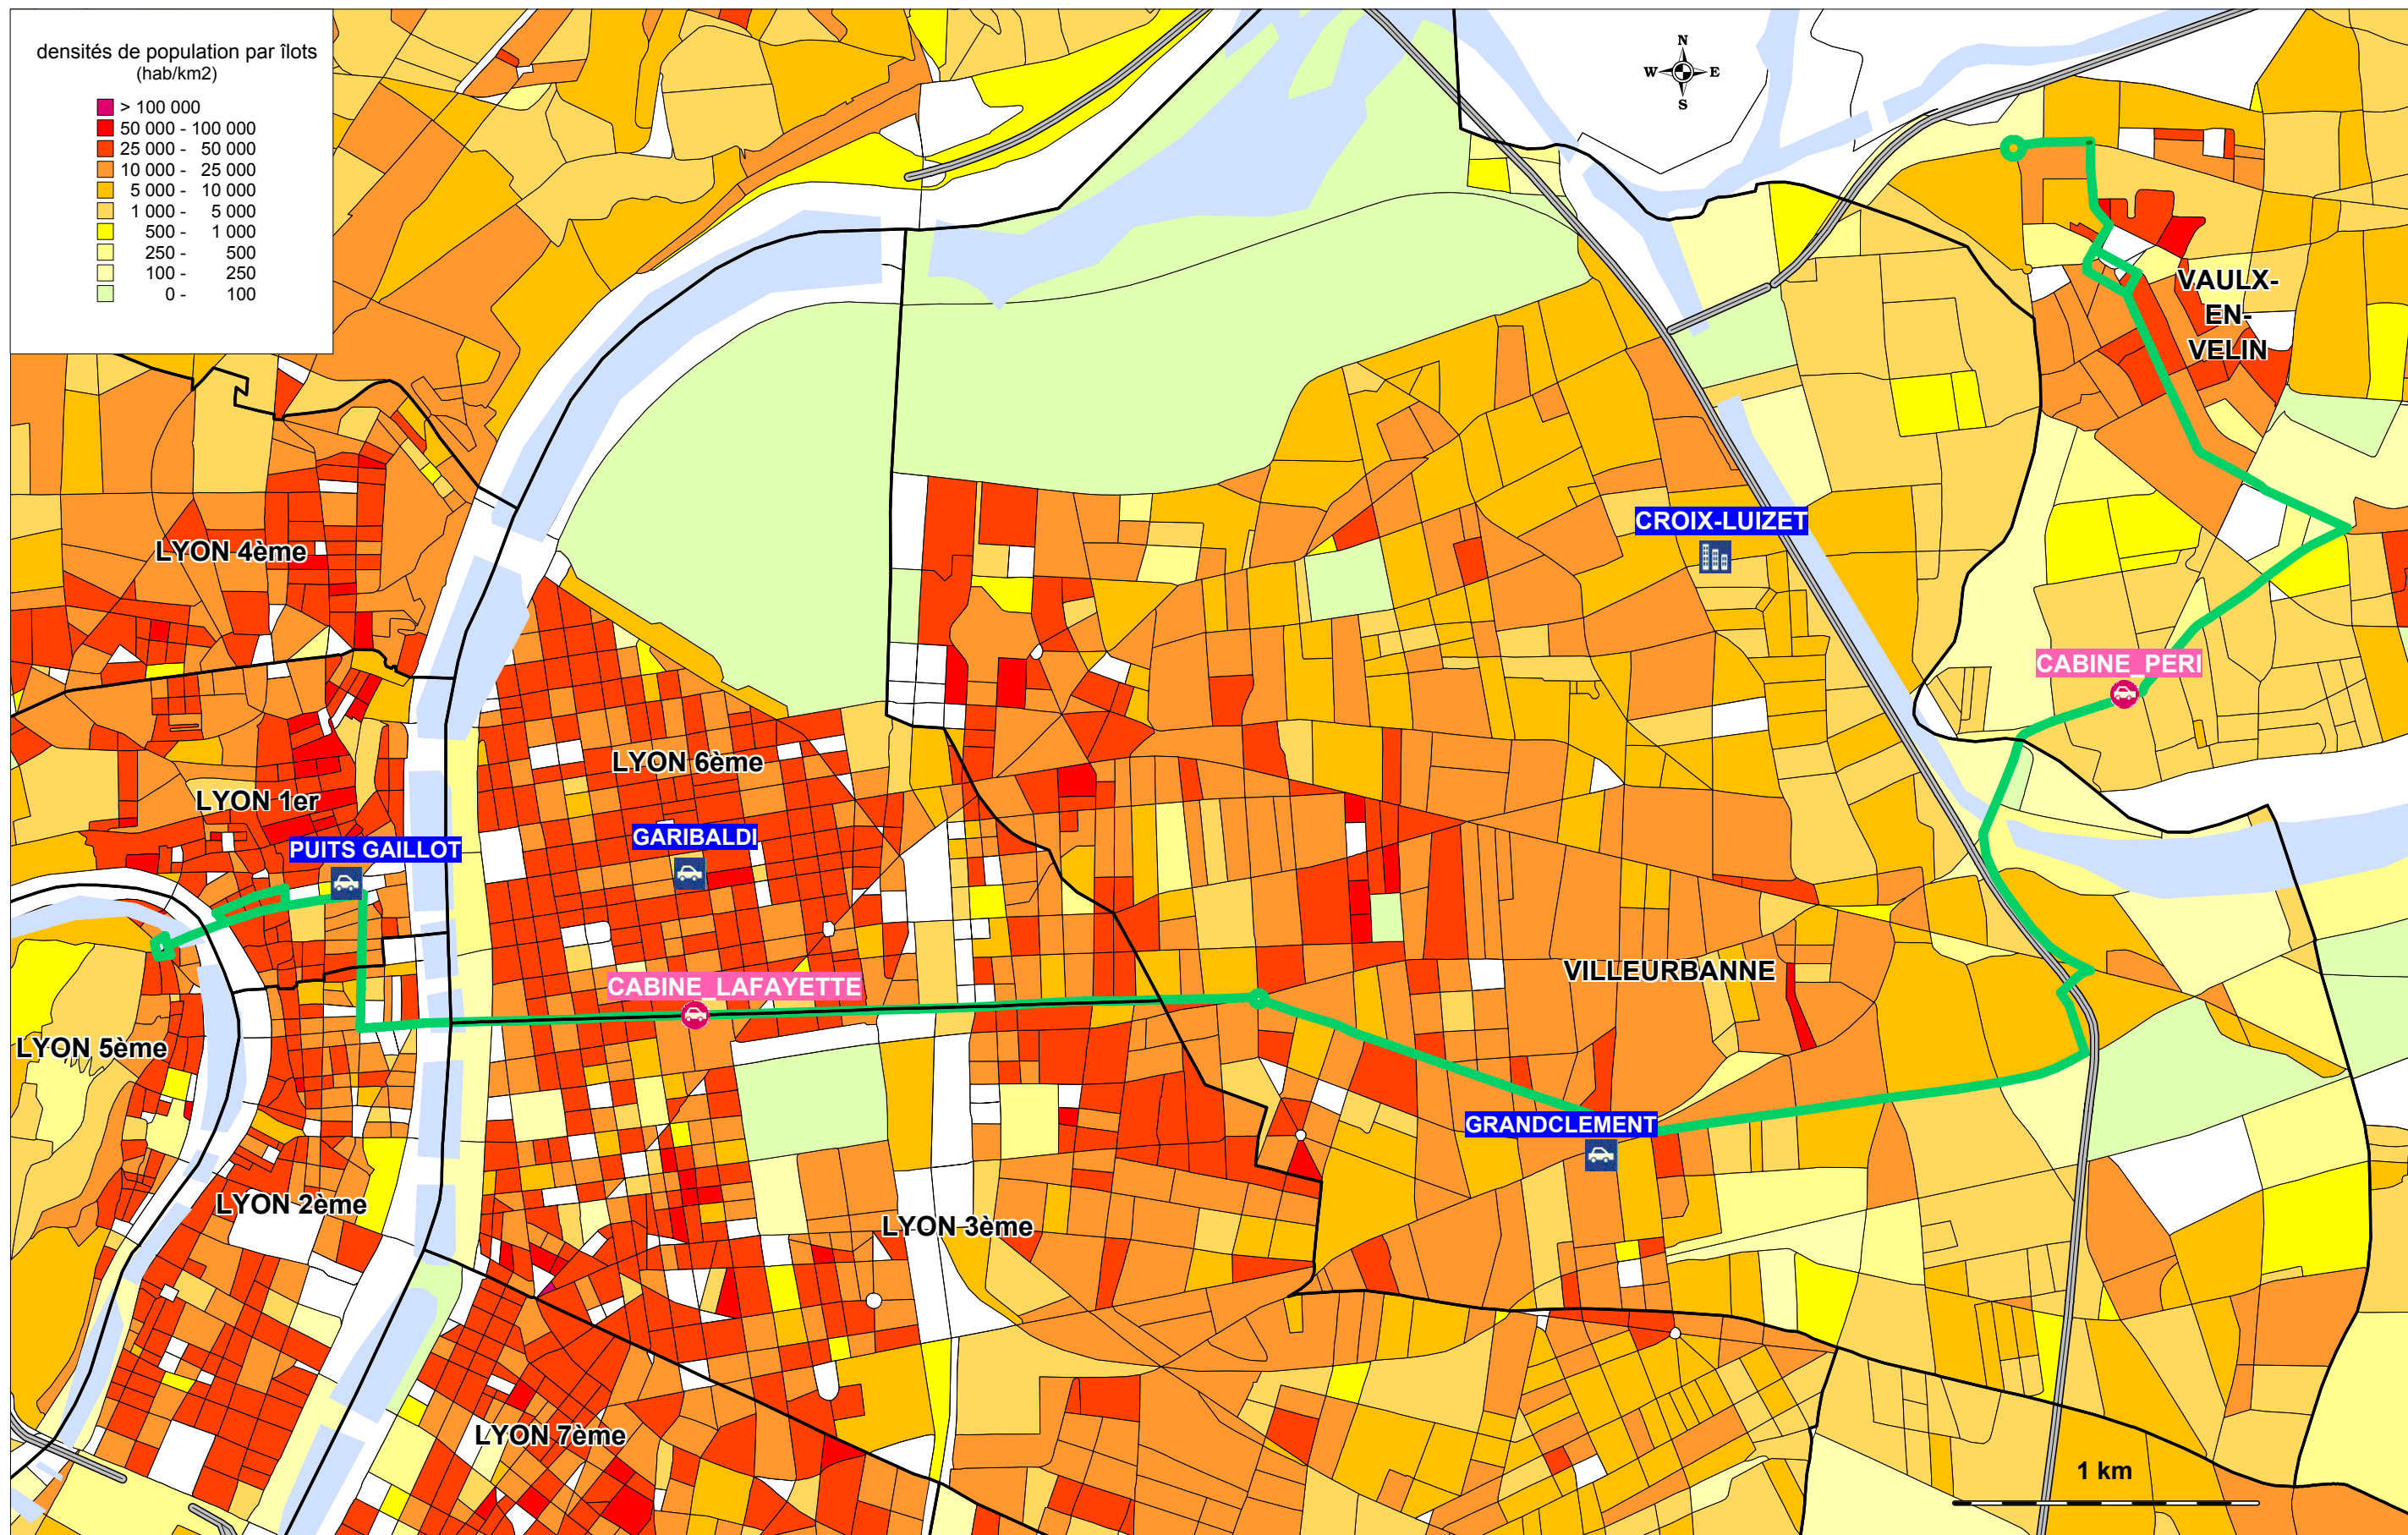 densités de population par îlots
(hab/km2)
> 100 000
50 000 - 100 000
25 000 - 50 000
10 000 - 25 000
5 000 - 10 000
1 000 - 5 000
500 - 1 000
250 - 500
100 - 250
0 - 100
N
W E
S
VAULX-
EN-
VELIN
CROIX-LUIZET
LYON 4ème
CABINE_PERI
LYON 6ème
LYON 1er
GARIBALDI
PUITS GAILLOT
VILLEURBANNE
CABINE_LAFAYETTE
LYON 5ème
GRANDCLEMENT
LYON 2ème
LYON 3ème
LYON 7ème
1 km